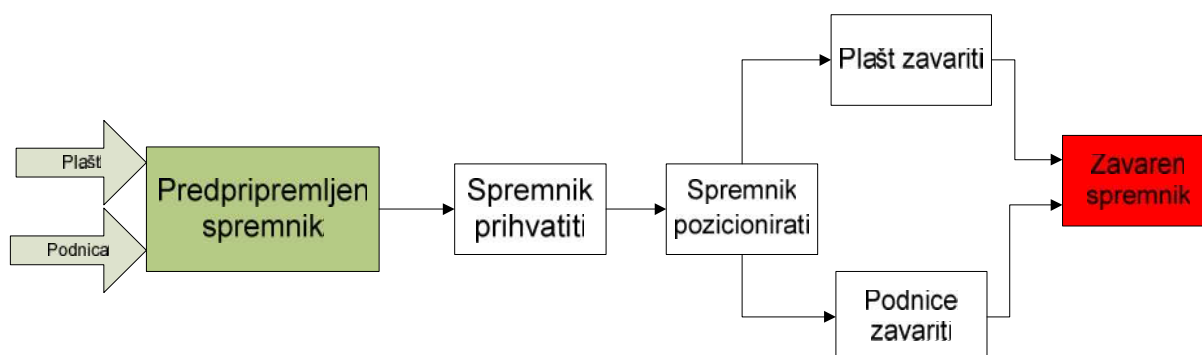 Plašt
Podnica
Predpripremljen
spremnik
Spremnik
prihvatiti
Spremnik
pozicionirati
Plašt zavariti
Podnice
zavariti
Zavaren
spremnik